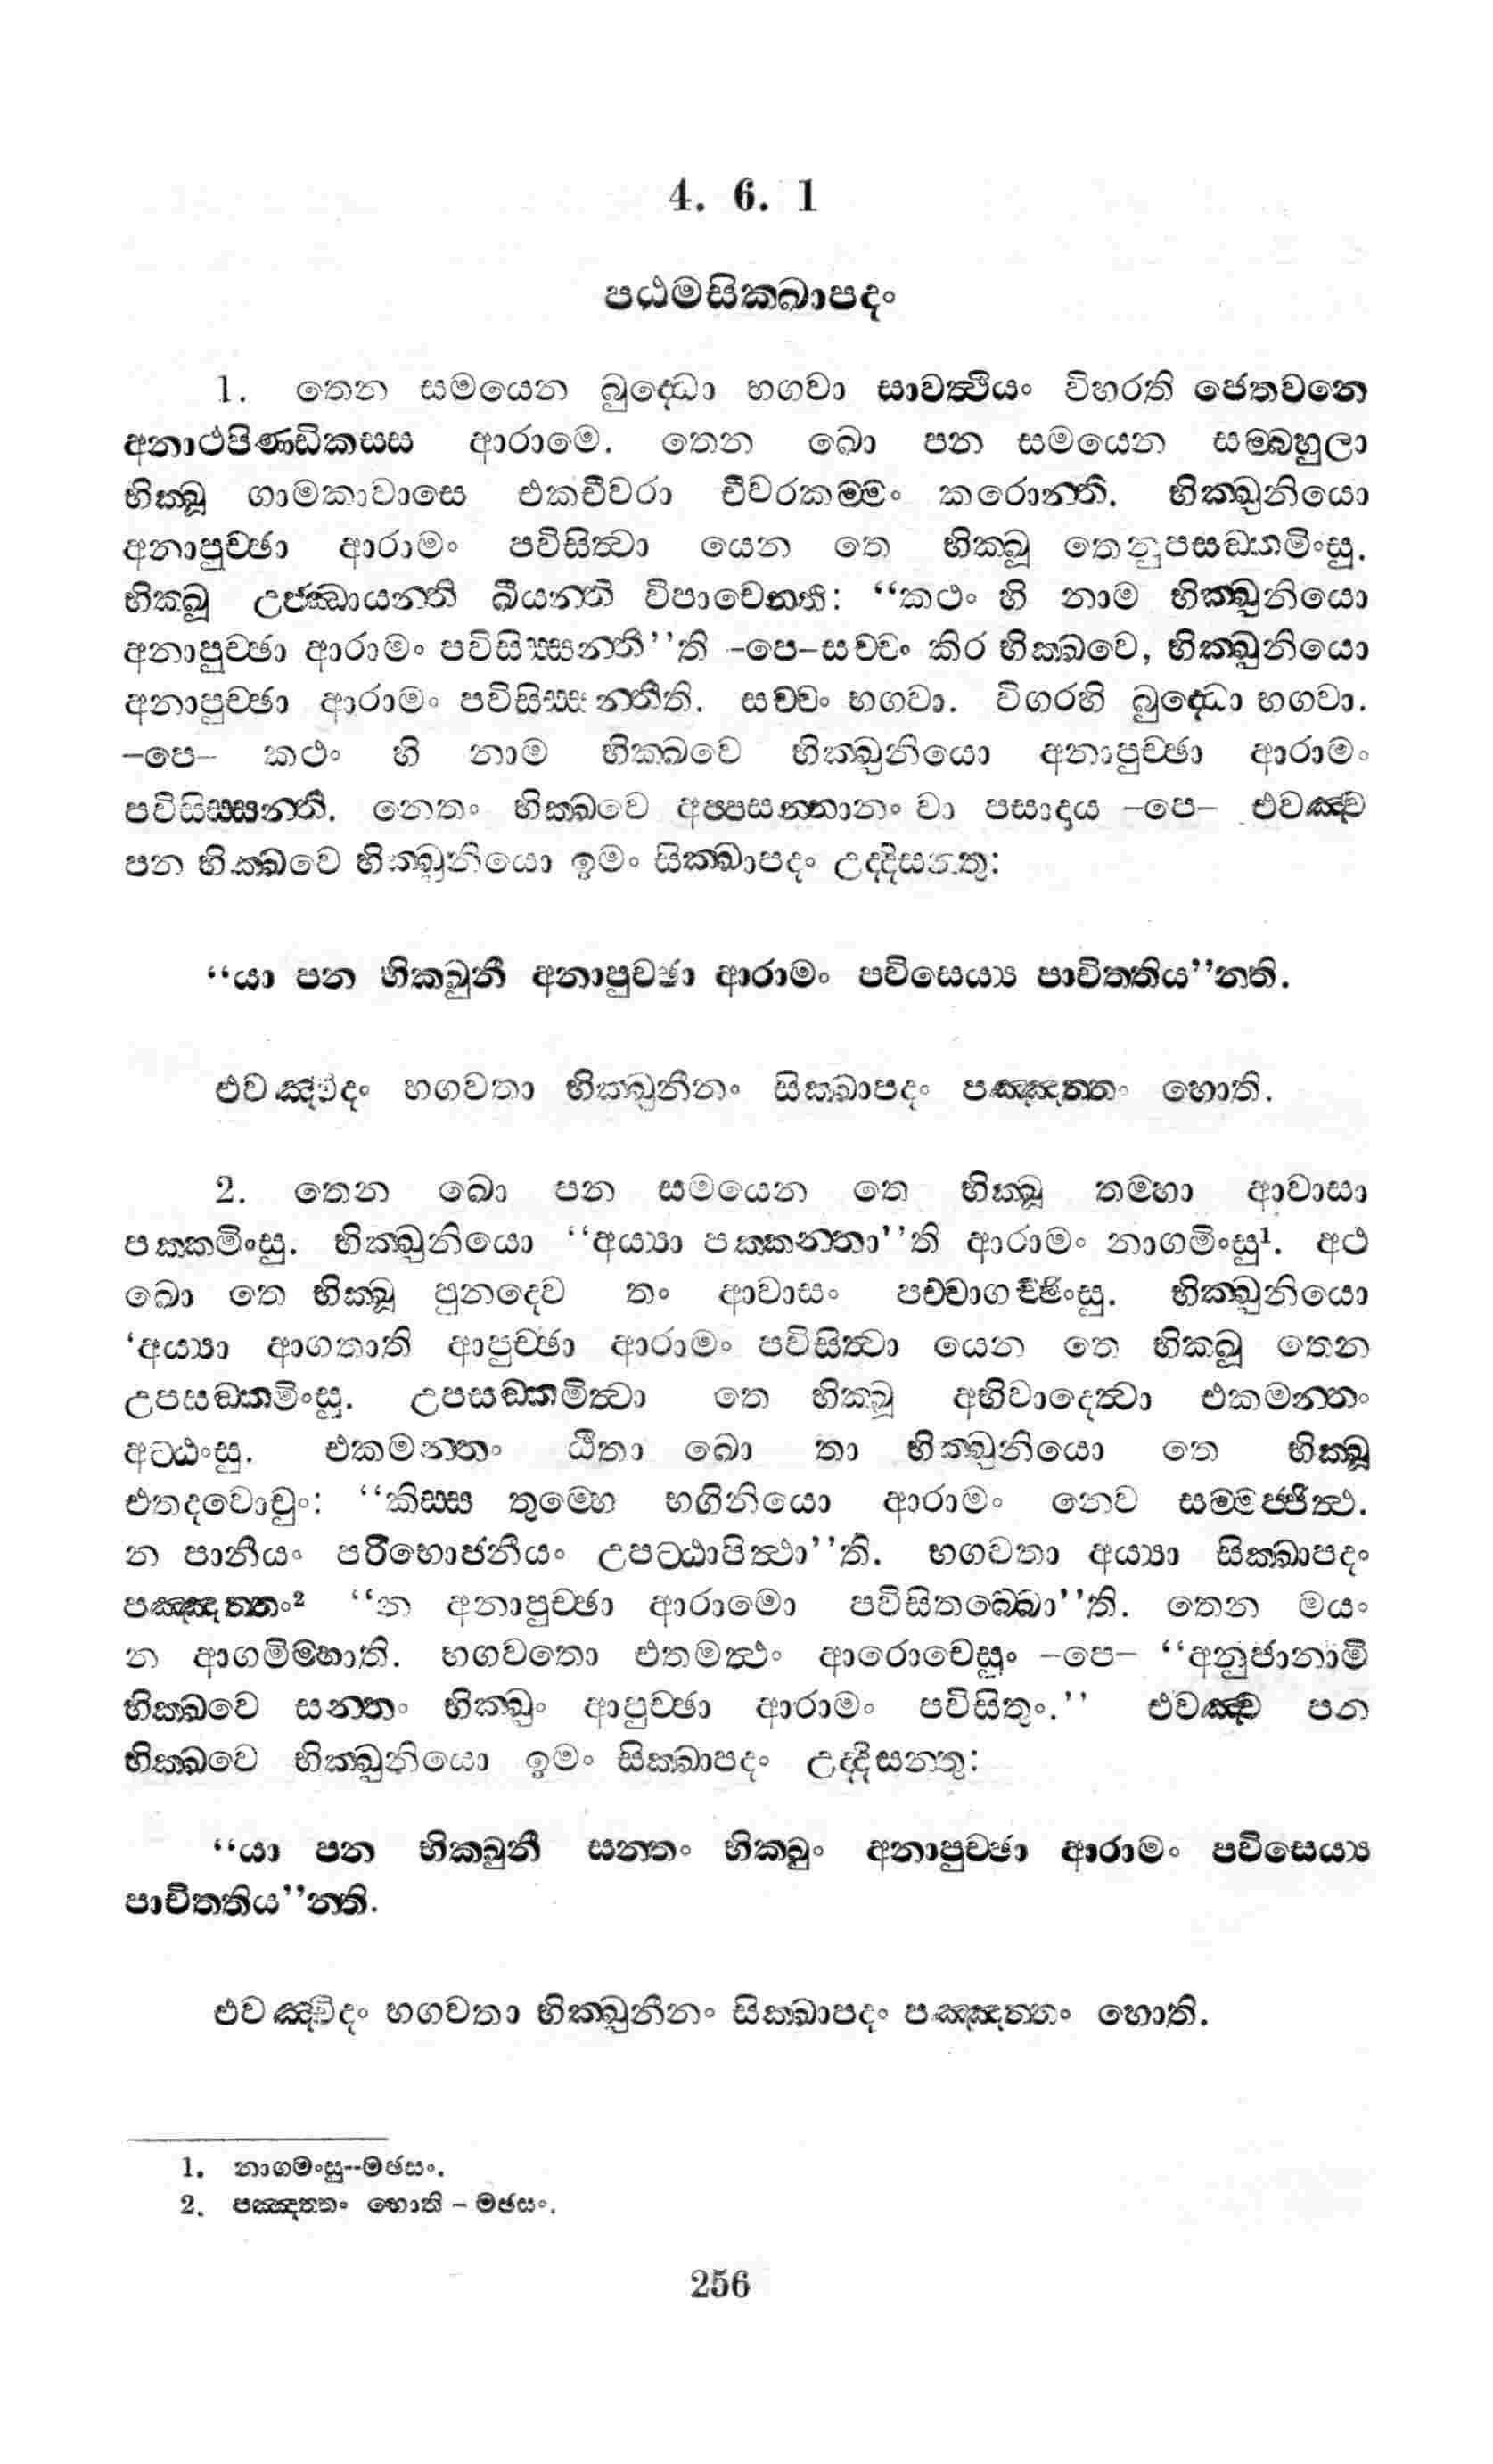 4. 6. 1
පඨමසික්ඛාපදං
1. තෙන සමයෙන බුද්ධො භගවා සාවත්ථියං විහරති ජෙතවනෙ
අනාථපිණ්ඩිකස්ස ආරාමෙ. තෙන ඛො පන සමයෙන සම්බහුලා
භික්ඛූ ගාමකාවාසෙ එකචීවරා චීවරකම්මං කරොන්ති. භික්ඛුනියො
අනාපුච්ඡා ආරාමං පවිසිත්වා යෙන තෙ භික්ඛූ තෙනුපසඞ්කමිංසු.
භික්ඛූ උජ්ඣායන්ති ඛීයන්ති විපාචෙන්ති: “කථං හි නාම භික්ඛුනියො
අනාපුච්ඡා ආරාමං පවිසිස්සන්තී”ති -පෙ-සච්චං කිර භික්ඛවෙ, භික්ඛුනියො
අනාපුච්ඡා ආරාමං පවිසිස්සන්තීති. සච්චං භගවා. විගරහි බුද්ධො භගවා.
-පෙ- කථං හි නාම භික්ඛවෙ භික්ඛුනියො අනාපුච්ඡා ආරාමං
පවිසිස්සන්ති. නෙතං භික්ඛවෙ අප්පසන්නානං වා පසාදාය -පෙ- එවඤ්ච
පන භික්ඛවෙ භික්ඛුනියො ඉමං සික්ඛාපදං උද්දිසන්තු:
“යා පන භික්ඛුනී අනාපුච්ඡා ආරාමං පවිසෙය්‍ය පාචිත්තිය”න්ති.
එවඤ්චිදං භගවතා භික්ඛුනීනං සික්ඛාපදං පඤ්ඤත්තං හොති.
2. තෙන ඛො පන සමයෙන තෙ භික්ඛූ තම්හා ආවාසා
පක්කමිංසු. භික්ඛුනියො “අය්‍යා පක්කන්තා”ති ආරාමං නාගමිංසු¹. අථ
ඛො තෙ භික්ඛූ පුනදෙව තං ආවාසං පච්චාගච්ඡිංසු. භික්ඛුනියො
‘අය්‍යා ආගතාති ආපුච්ඡා ආරාමං පවිසිත්වා යෙන තෙ භික්ඛූ තෙන
උපසඞ්කමිංසු. උපසඞ්කමිත්වා තෙ භික්ඛූ අභිවාදෙත්වා එකමන්තං
අට්ඨංසු. එකමන්තං ඨිතා ඛො තා භික්ඛුනියො තෙ භික්ඛූ
එතදවොචුං: “කිස්ස තුම්හෙ භගිනියො ආරාමං නෙව සම්මජ්ජිත්ථ.
න පානීයං පරිභොජනීයං උපට්ඨාපිත්ථා”ති. භගවතා අය්‍යා සික්ඛාපදං
පඤ්ඤත්තං² “න අනාපුච්ඡා ආරාමො පවිසිතබ්බො”ති. තෙන මයං
න ආගමිම්හාති. භගවතො එතමත්ථං ආරොචෙසුං -පෙ- “අනුජානාමි
භික්ඛවෙ සන්තං භික්ඛුං ආපුච්ඡා ආරාමං පවිසිතුං.” එවඤ්ච පන
භික්ඛවෙ භික්ඛුනියො ඉමං සික්ඛාපදං උද්දිසන්තු:
“යා පන භික්ඛුනී සන්තං භික්ඛුං අනාපුච්ඡා ආරාමං පවිසෙය්‍ය
පාචිත්තිය”න්ති.
එවඤ්චිදං භගවතා භික්ඛුනීනං සික්ඛාපදං පඤ්ඤත්තං හොති.
1. නාගමංසු--මඡසං.
2. පඤ්ඤත්තං භොති - මඡසං.
256